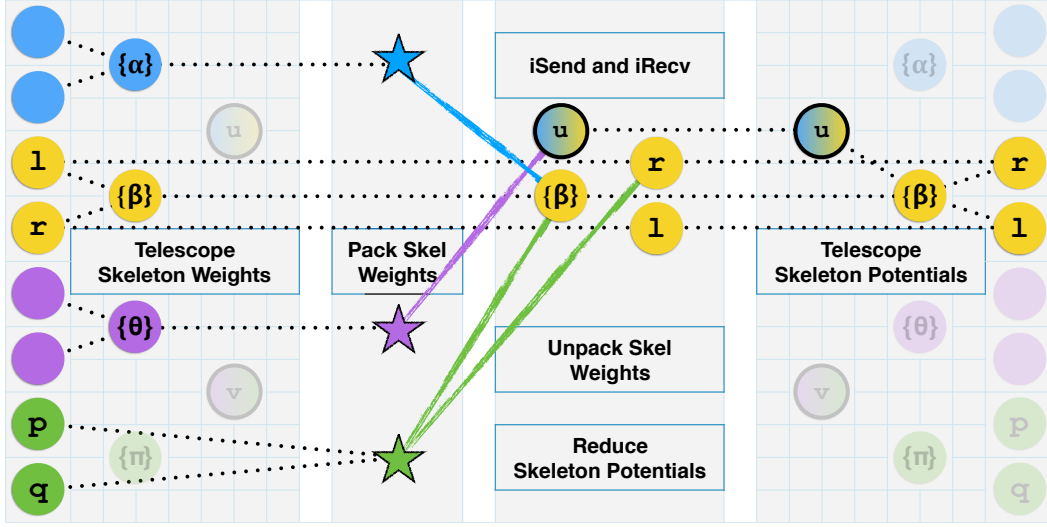 {α}
iSend and iRecv
{α}
u
u
u
l
r
r
{β}
{β}
{β}
r
l
l
Telescope
Skeleton Weights
Pack Skel
Weights
Telescope
Skeleton Potentials
{θ}
{θ}
Unpack Skel
Weights
v
v
p
p
{π}
Reduce
Skeleton Potentials
{π}
q
q